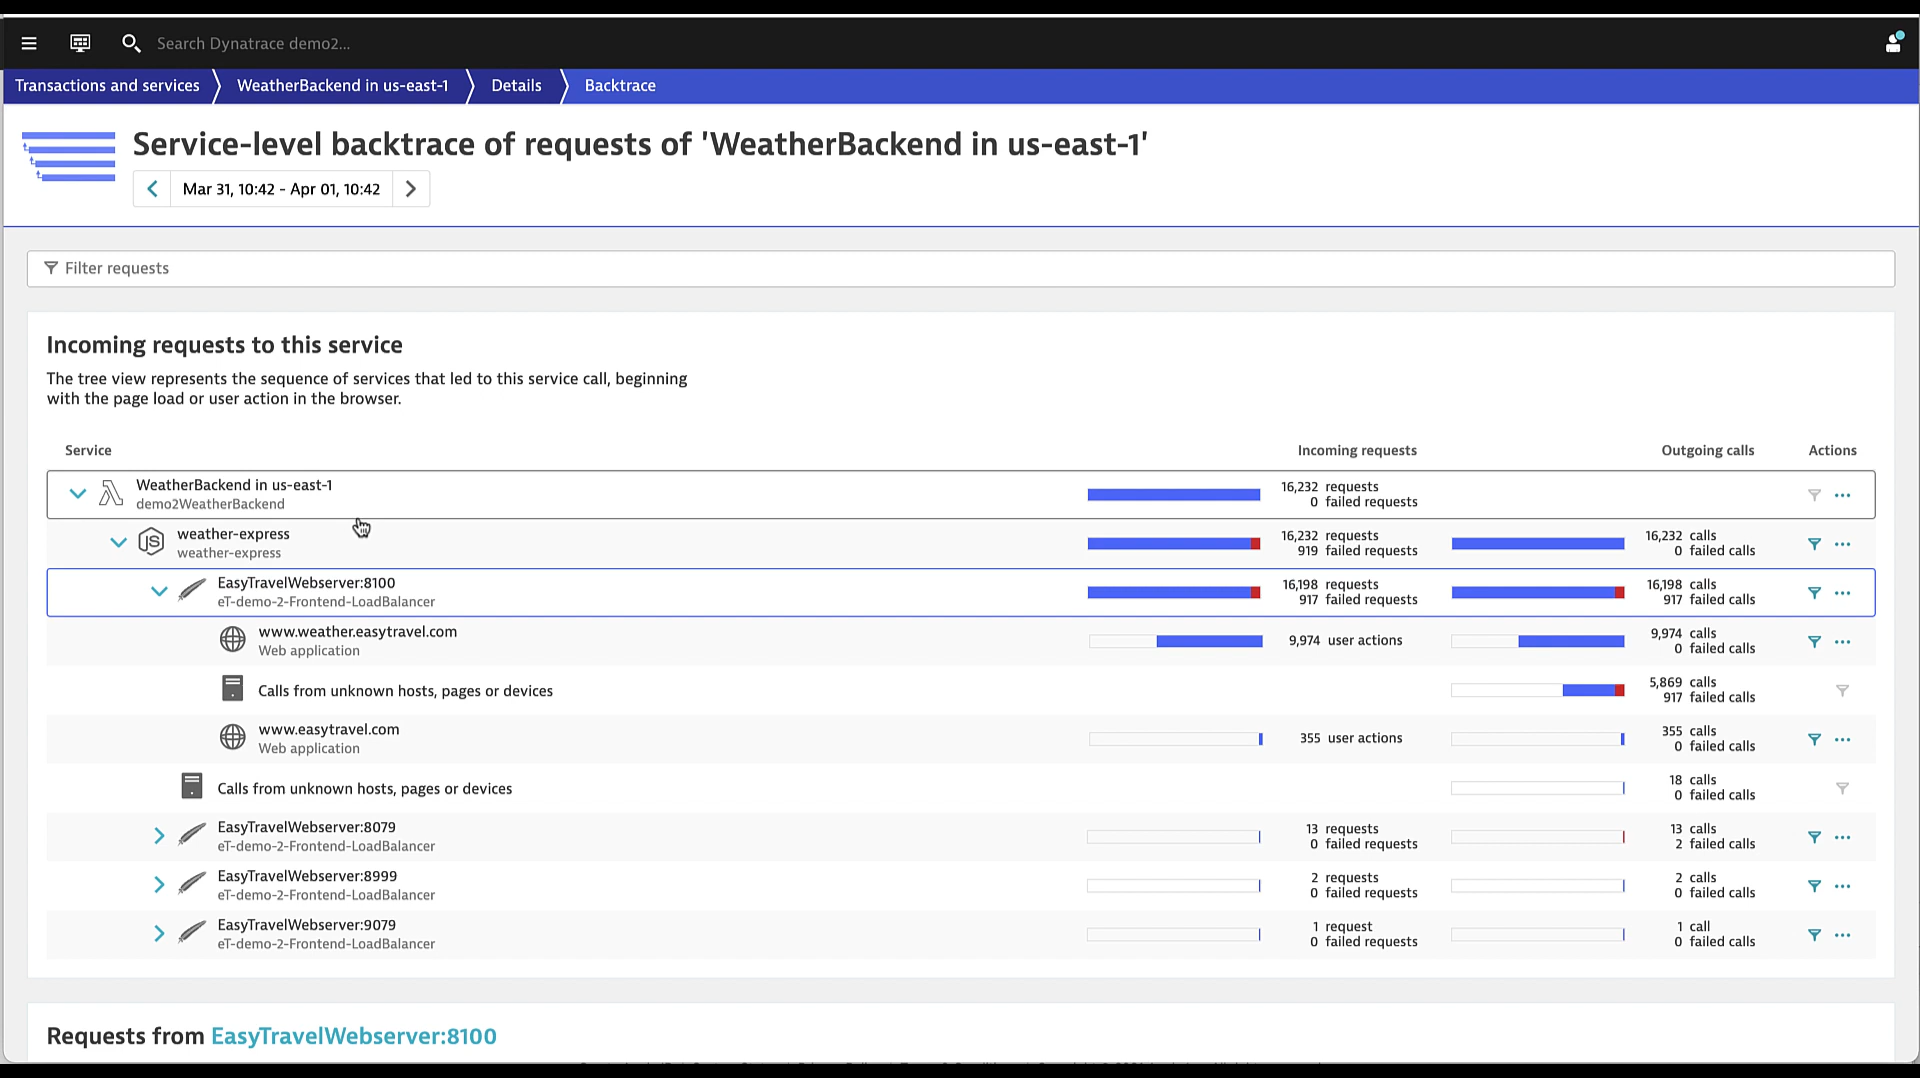 Search Dynatrace demo2...
Transactions and services
WeatherBackend in us-east-1
Details
Backtrace
Service-level backtrace of requests of 'WeatherBackend in us-east-1'
Mar 31, 10:42 - Apr 01, 10:42
Filter requests
Incoming requests to this service
The tree view represents the sequence of services that led to this service call, beginning
with the page load or user action in the browser.
Service
Incoming requests
Outgoing calls
Actions
WeatherBackend in us-east-1
demo2WeatherBackend
16,232 requests
0 failed requests
JS
weather-express
weather-express
16,232 requests
919 failed requests
16,232 calls
0 failed calls
EasyTravelWebserver:8100
eT-demo-2-Frontend-LoadBalancer
16,198 requests
917 failed requests
16,198 calls
917 failed calls
www.weather.easytravel.com
Web application
9,974 user actions
9,974 calls
0 failed calls
Calls from unknown hosts, pages or devices
5,869 calls
917 failed calls
www.easytravel.com
Web application
355 user actions
355 calls
0 failed calls
Calls from unknown hosts, pages or devices
18 calls
0 failed calls
EasyTravelWebserver:8079
eT-demo-2-Frontend-LoadBalancer
13 requests
0 failed requests
13 calls
2 failed calls
EasyTravelWebserver:8999
eT-demo-2-Frontend-LoadBalancer
2 requests
0 failed requests
2 calls
0 failed calls
EasyTravelWebserver:9079
eT-demo-2-Frontend-LoadBalancer
1 request
0 failed requests
1 call
0 failed calls
Requests from EasyTravelWebserver:8100